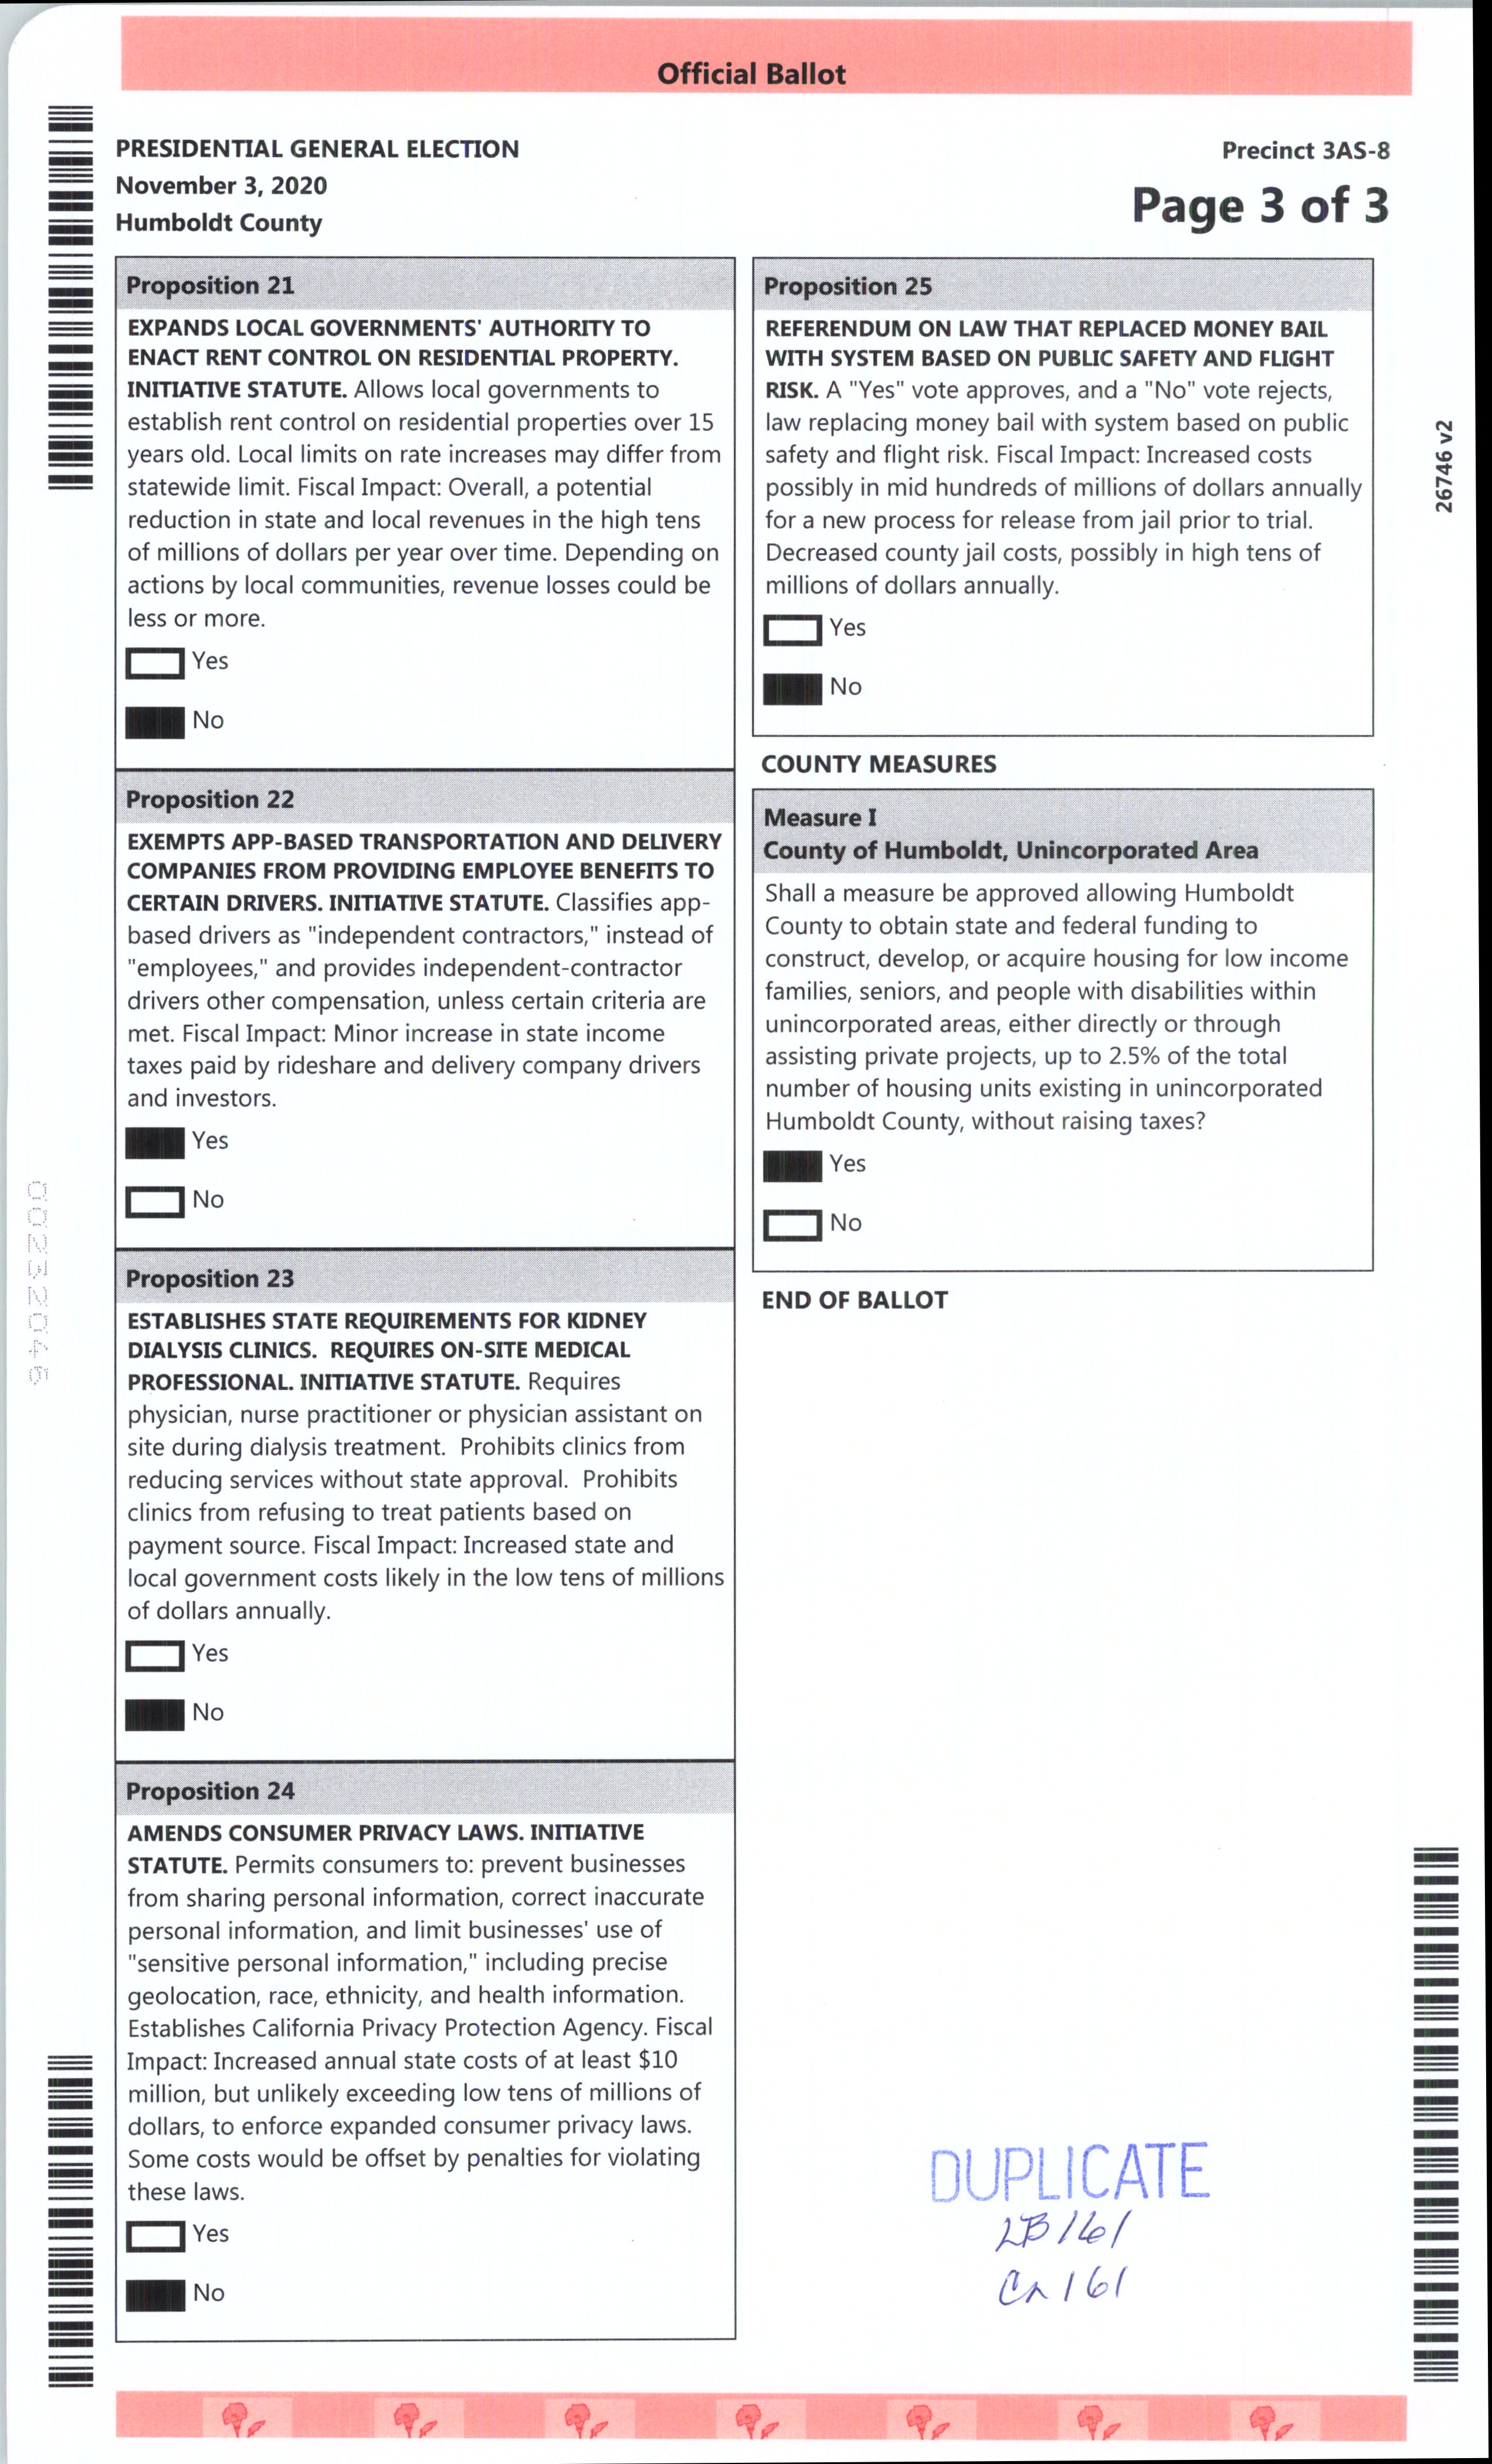 Official Ballot
PRESIDENTIAL GENERAL ELECTION
November 3, 2020
Humboldt County
Precinct 3AS-8
Page 3 of 3
Proposition 21
EXPANDS LOCAL GOVERNMENTS' AUTHORITY TO
ENACT RENT CONTROL ON RESIDENTIAL PROPERTY.
INITIATIVE STATUTE. Allows local governments to
establish rent control on residential properties over 15
years old. Local limits on rate increases may differ from
statewide limit. Fiscal Impact: Overall, a potential
reduction in state and local revenues in the high tens
of millions of dollars per year over time. Depending on
actions by local communities, revenue losses could be
less or more.
Yes
No
Proposition 22
EXEMPTS APP-BASED TRANSPORTATION AND DELIVERY
COMPANIES FROM PROVIDING EMPLOYEE BENEFITS TO
CERTAIN DRIVERS. INITIATIVE STATUTE. Classifies app-
based drivers as "independent contractors," instead of
"employees," and provides independent-contractor
drivers other compensation, unless certain criteria are
met. Fiscal Impact: Minor increase in state income
taxes paid by rideshare and delivery company drivers
and investors.
Yes
No
Proposition 23
ESTABLISHES STATE REQUIREMENTS FOR KIDNEY
DIALYSIS CLINICS.  REQUIRES ON-SITE MEDICAL
PROFESSIONAL. INITIATIVE STATUTE. Requires
physician, nurse practitioner or physician assistant on
site during dialysis treatment.  Prohibits clinics from
reducing services without state approval.  Prohibits
clinics from refusing to treat patients based on
payment source. Fiscal Impact: Increased state and
local government costs likely in the low tens of millions
of dollars annually.
Yes
No
Proposition 24
AMENDS CONSUMER PRIVACY LAWS. INITIATIVE
STATUTE. Permits consumers to: prevent businesses
from sharing personal information, correct inaccurate
personal information, and limit businesses' use of
"sensitive personal information," including precise
geolocation, race, ethnicity, and health information.
Establishes California Privacy Protection Agency. Fiscal
Impact: Increased annual state costs of at least $10
million, but unlikely exceeding low tens of millions of
dollars, to enforce expanded consumer privacy laws.
Some costs would be offset by penalties for violating
these laws.
Yes
No
Proposition 25
REFERENDUM ON LAW THAT REPLACED MONEY BAIL
WITH SYSTEM BASED ON PUBLIC SAFETY AND FLIGHT
RISK. A "Yes" vote approves, and a "No" vote rejects,
law replacing money bail with system based on public
safety and flight risk. Fiscal Impact: Increased costs
possibly in mid hundreds of millions of dollars annually
for a new process for release from jail prior to trial.
Decreased county jail costs, possibly in high tens of
millions of dollars annually.
Yes
No
COUNTY MEASURES
Measure I
County of Humboldt, Unincorporated Area
Shall a measure be approved allowing Humboldt
County to obtain state and federal funding to
construct, develop, or acquire housing for low income
families, seniors, and people with disabilities within
unincorporated areas, either directly or through
assisting private projects, up to 2.5% of the total
number of housing units existing in unincorporated
Humboldt County, without raising taxes?
Yes
No
END OF BALLOT
26746 v2
00232046
DUPLICATE
LB161
Cn 161